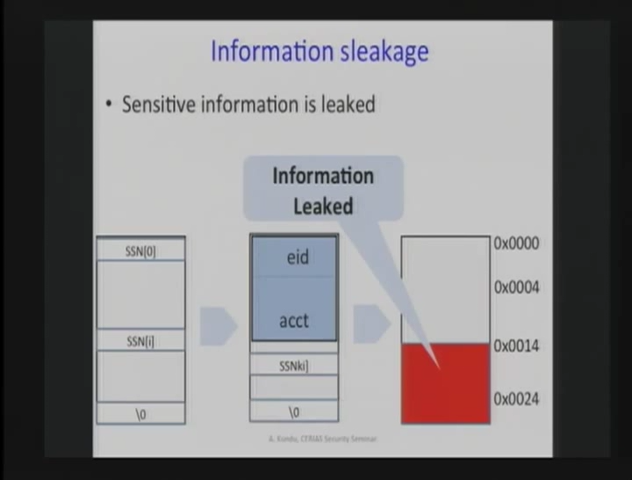 Information sleakage
• Sensitive information is leaked
Information
Leaked
SSN[0]
SSN[i]
\0
eid
acct
SSNki]
\0
0x0000
0x0004
0x0014
0x0024
A. Kundu, CERIAS Security Seminar